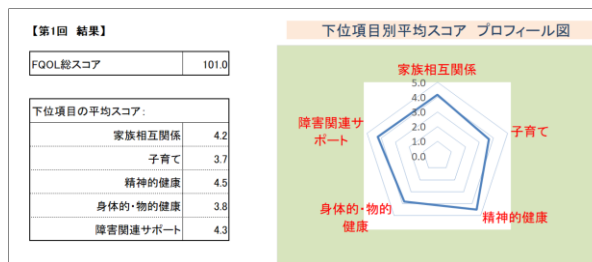 【第1回 結果】
FQOL総スコア 101.0
下位項目の平均スコア：
家族相互関係 4.2
子育て 3.7
精神的健康 4.5
身体的・物的健康 3.8
障害関連サポート 4.3
下位項目別平均スコア プロフィール図
家族相互関係
5.0
4.0
3.0
2.0
1.0
0.0
子育て
精神的健康
身体的・物的
健康
障害関連サ
ポート